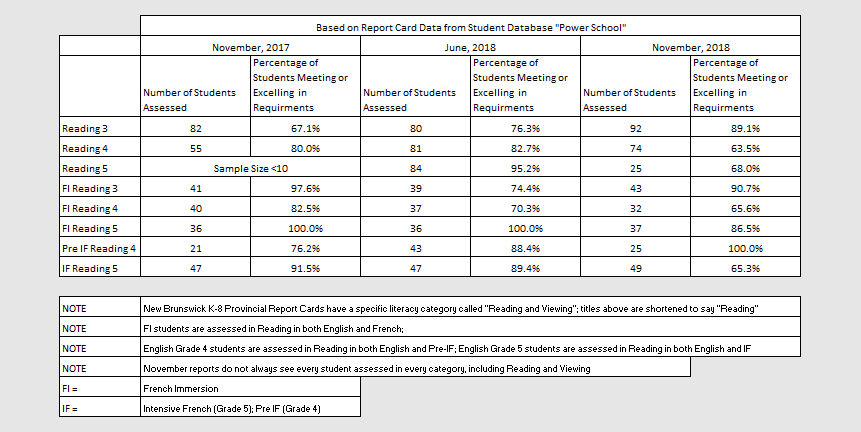 Based on Report Card Data from Student Database "Power School"
November, 2017 June, 2018 November, 2018
Number of Students Assessed Percentage of Students Meeting or Excelling in Requirments Number of Students Assessed Percentage of Students Meeting or Excelling in Requirments Number of Students Assessed Percentage of Students Meeting or Excelling in Requirments
Reading 3 82 67.1% 80 76.3% 92 89.1%
Reading 4 55 80.0% 81 82.7% 74 63.5%
Reading 5 Sample Size <10 84 95.2% 25 68.0%
FI Reading 3 41 97.6% 39 74.4% 43 90.7%
FI Reading 4 40 82.5% 37 70.3% 32 65.6%
FI Reading 5 36 100.0% 36 100.0% 37 86.5%
Pre IF Reading 4 21 76.2% 43 88.4% 25 100.0%
IF Reading 5 47 91.5% 47 89.4% 49 65.3%
NOTE New Brunswick K-8 Provincial Report Cards have a specific literacy category called "Reading and Viewing"; titles above are shortened to say "Reading"
NOTE FI students are assessed in Reading in both English and French;
NOTE English Grade 4 students are assessed in Reading in both English and Pre-IF; English Grade 5 students are assessed in Reading in both English and IF
NOTE November reports do not always see every student assessed in every category, including Reading and Viewing
FI = French Immersion
IF = Intensive French (Grade 5); Pre IF (Grade 4)